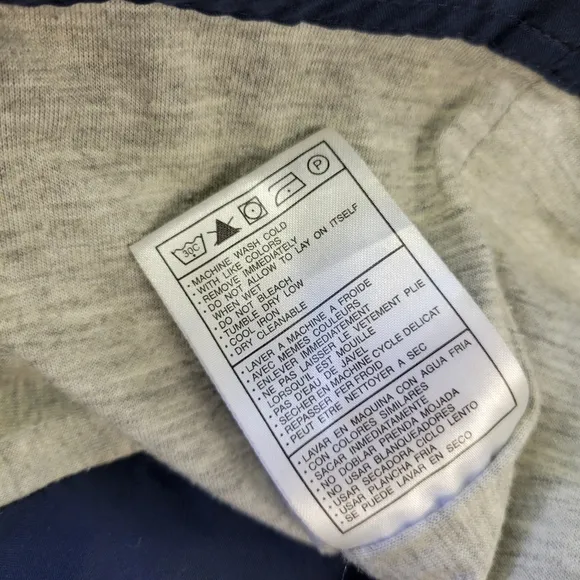 30C P
· MACHINE WASH COLD
· WITH LIKE COLORS
· REMOVE IMMEDIATELY
· DO NOT ALLOW TO LAY ON ITSELF
WHEN WET
· DO NOT BLEACH
· TUMBLE DRY LOW
· COOL IRON
· DRY CLEANABLE
· LAVER A MACHINE A FROIDE
· AVEC MEMES COULEURS
· ENLEVER IMMEDIATEMENT
· NE PAS LAISSER LE VETEMENT PLIE
LORSQU'IL EST MOUILLE
· PAS D'EAU DE JAVEL
· SECHER EN MACHINE CYCLE DELICAT
· REPASSER FER FROID
· PEUT ETRE NETTOYER A SEC
· LAVAR EN MAQUINA CON AGUA FRIA
· CON COLORES SIMILARES
· SACAR INMEDIATAMENTE
· NO DOBLAR PRENDA MOJADA
· NO USAR BLANQUEADORES
· USAR SECADORA CICLO LENTO
· USAR PLANCHA FRIA
· SE PUEDE LAVAR EN SECO